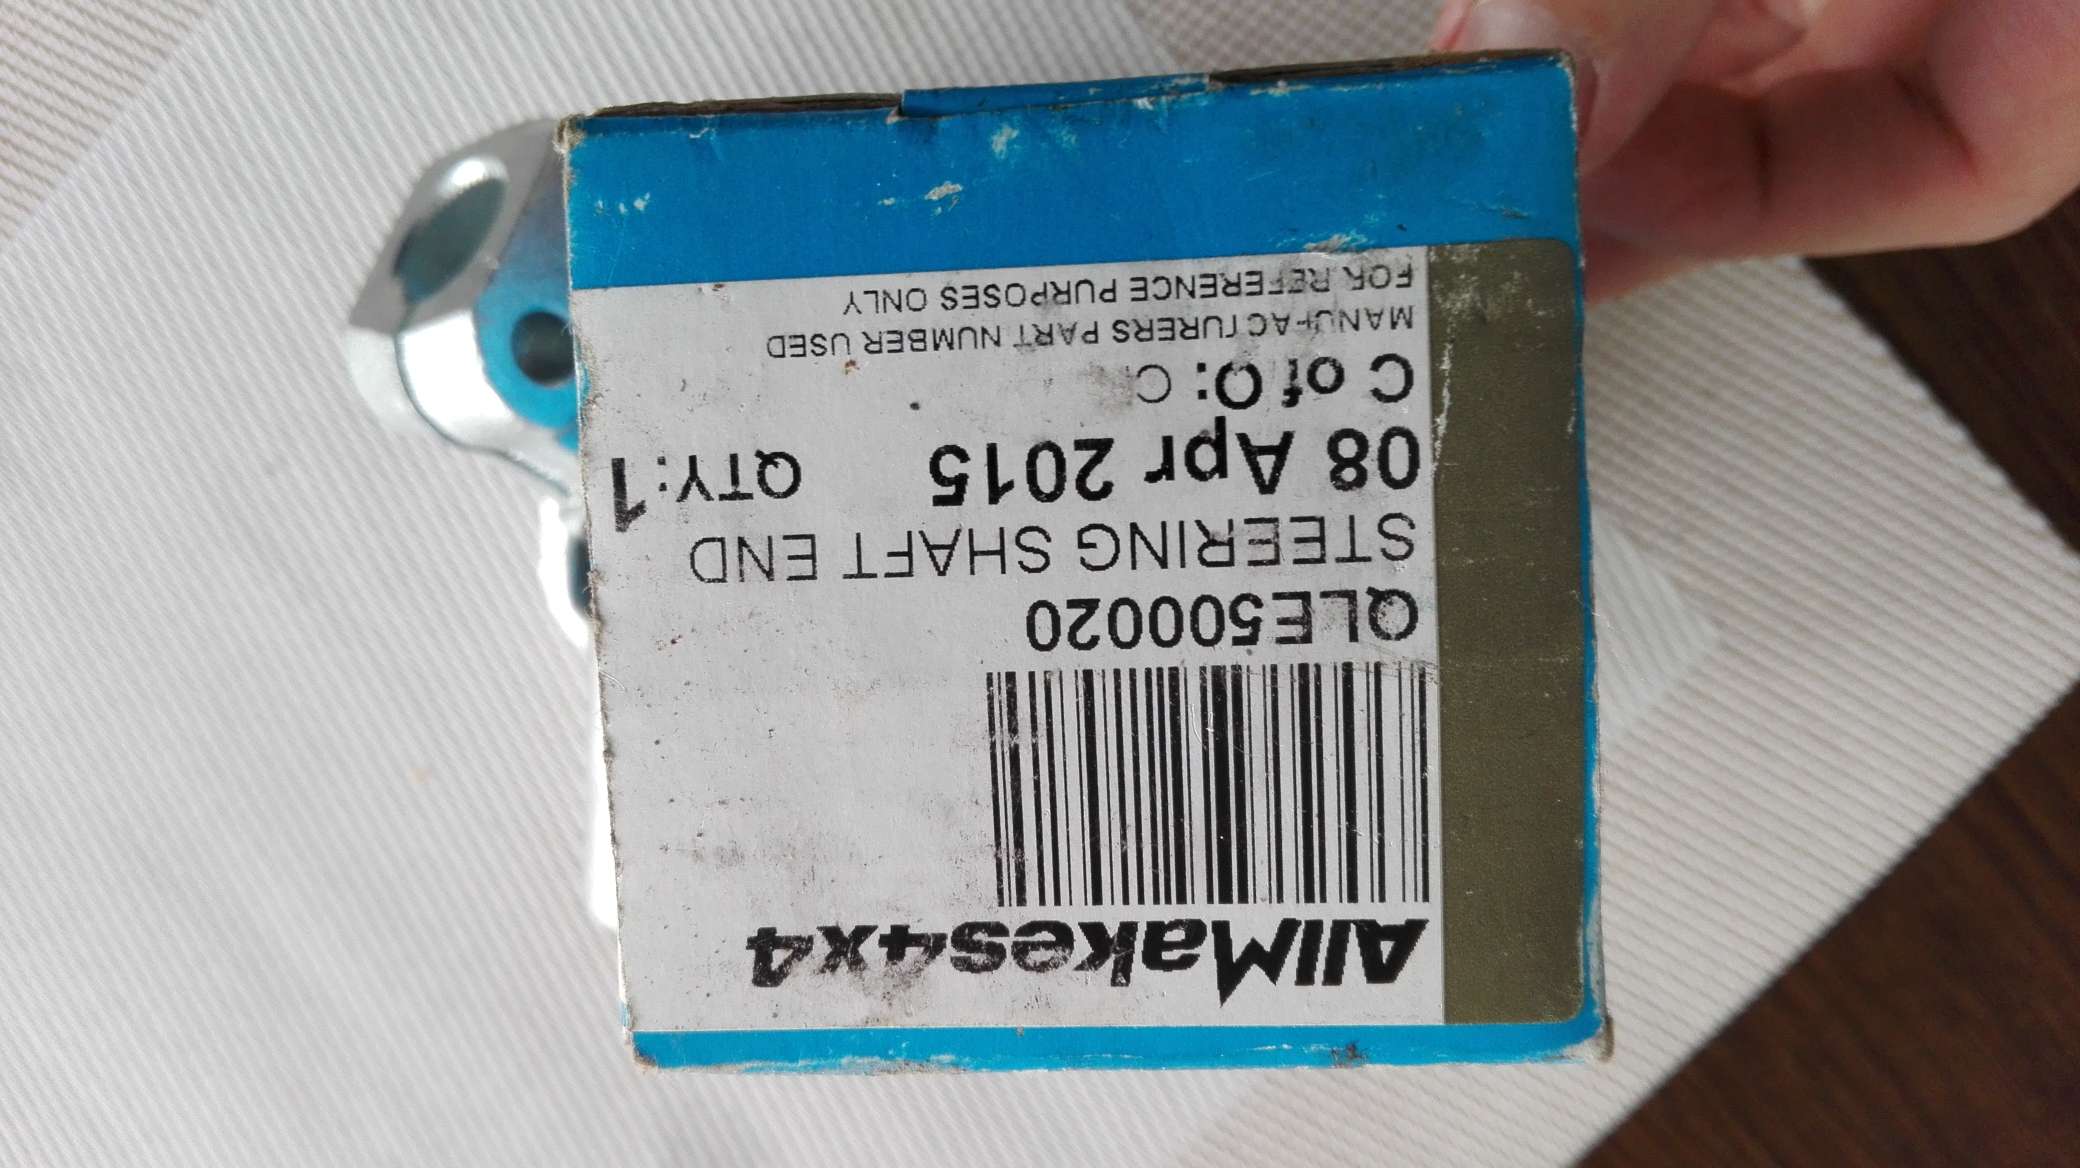 AllMakes4x4
QLE500020
STEERING SHAFT END
08 Apr 2015 QTY:1
C of O:
MANUFACTURERS PART NUMBER USED
FOR REFERENCE PURPOSES ONLY